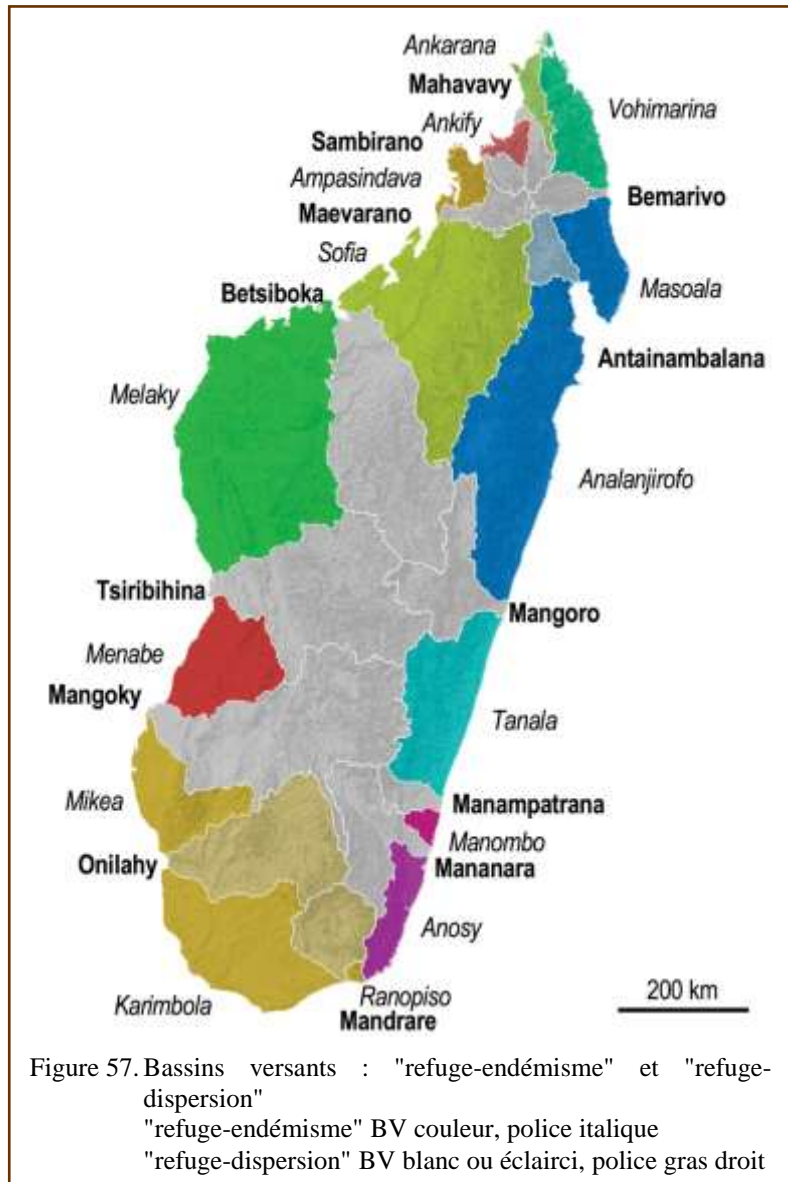 Ankarana
Mahavavy
Vohimarina
Ankify
Sambirano
Ampasindava
Bemarivo
Maevarano
Sofia
Masoala
Betsiboka
Antainambalana
Melaky
Analanjirofo
Tsiribihina
Mangoro
Menabe
Mangoky
Tanala
Mikea
Manampatrana
Manombo
Onilahy
Mananara
Anosy
Karimbola
Ranopiso
200 km
Mandrare
Figure 57. Bassins versants : "refuge-endémisme" et "refuge-
dispersion"
"refuge-endémisme" BV couleur, police italique
"refuge-dispersion" BV blanc ou éclairci, police gras droit